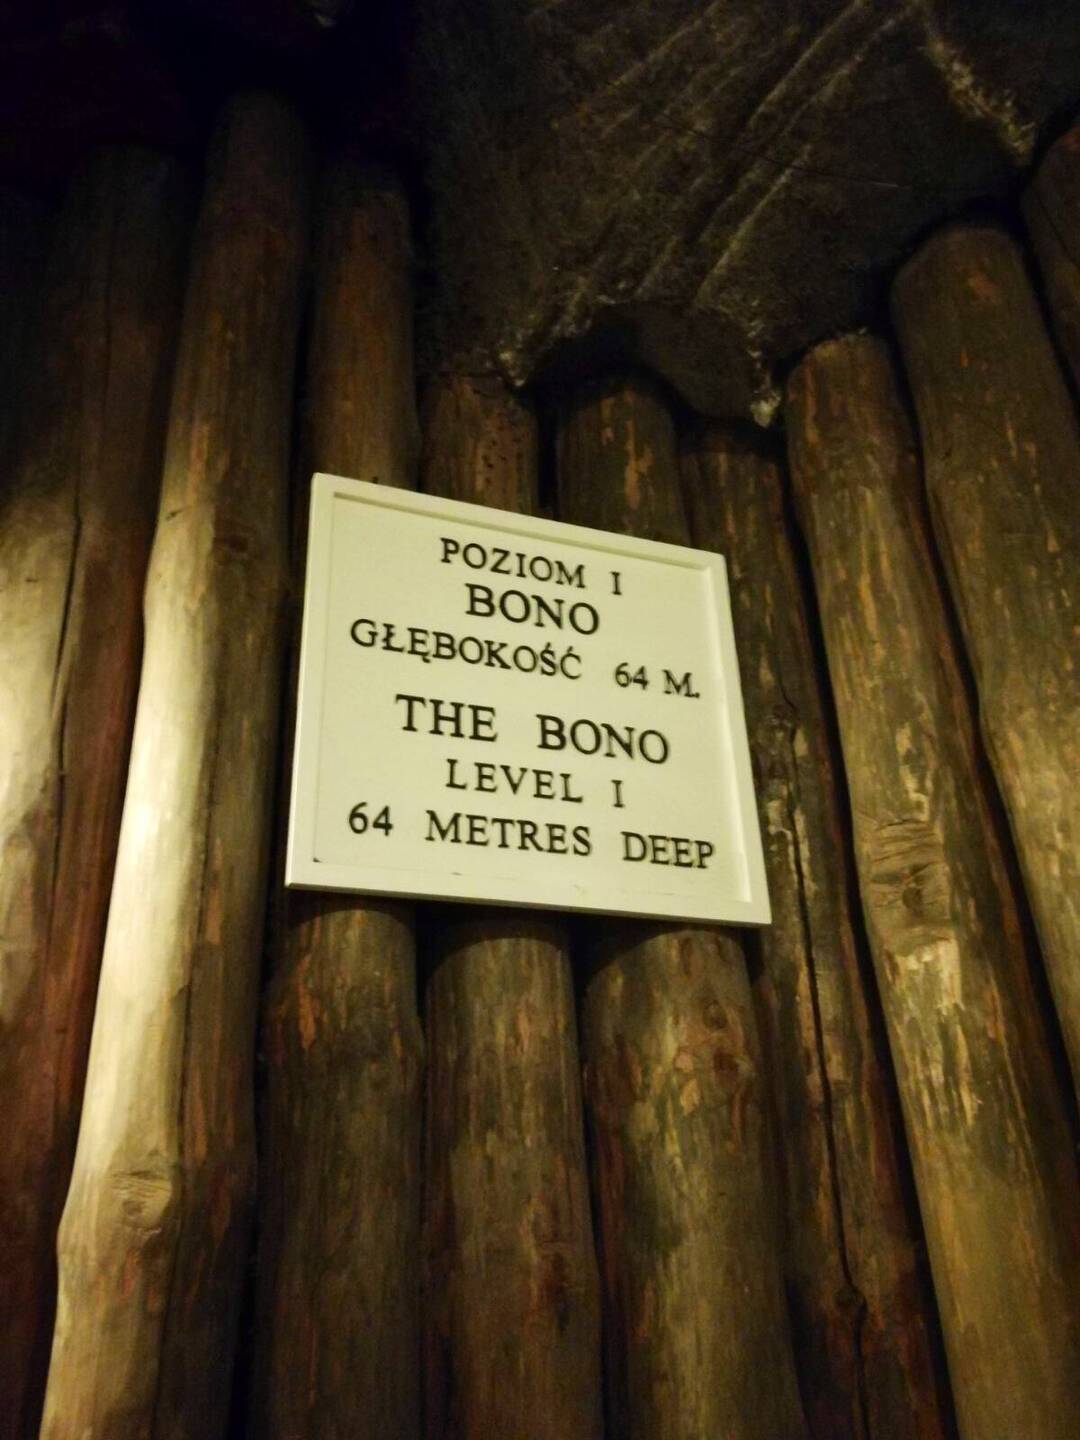 POZIOM I
BONO
GŁĘBOKOŚĆ 64 M.
THE BONO
LEVEL I
64 METRES DEEP